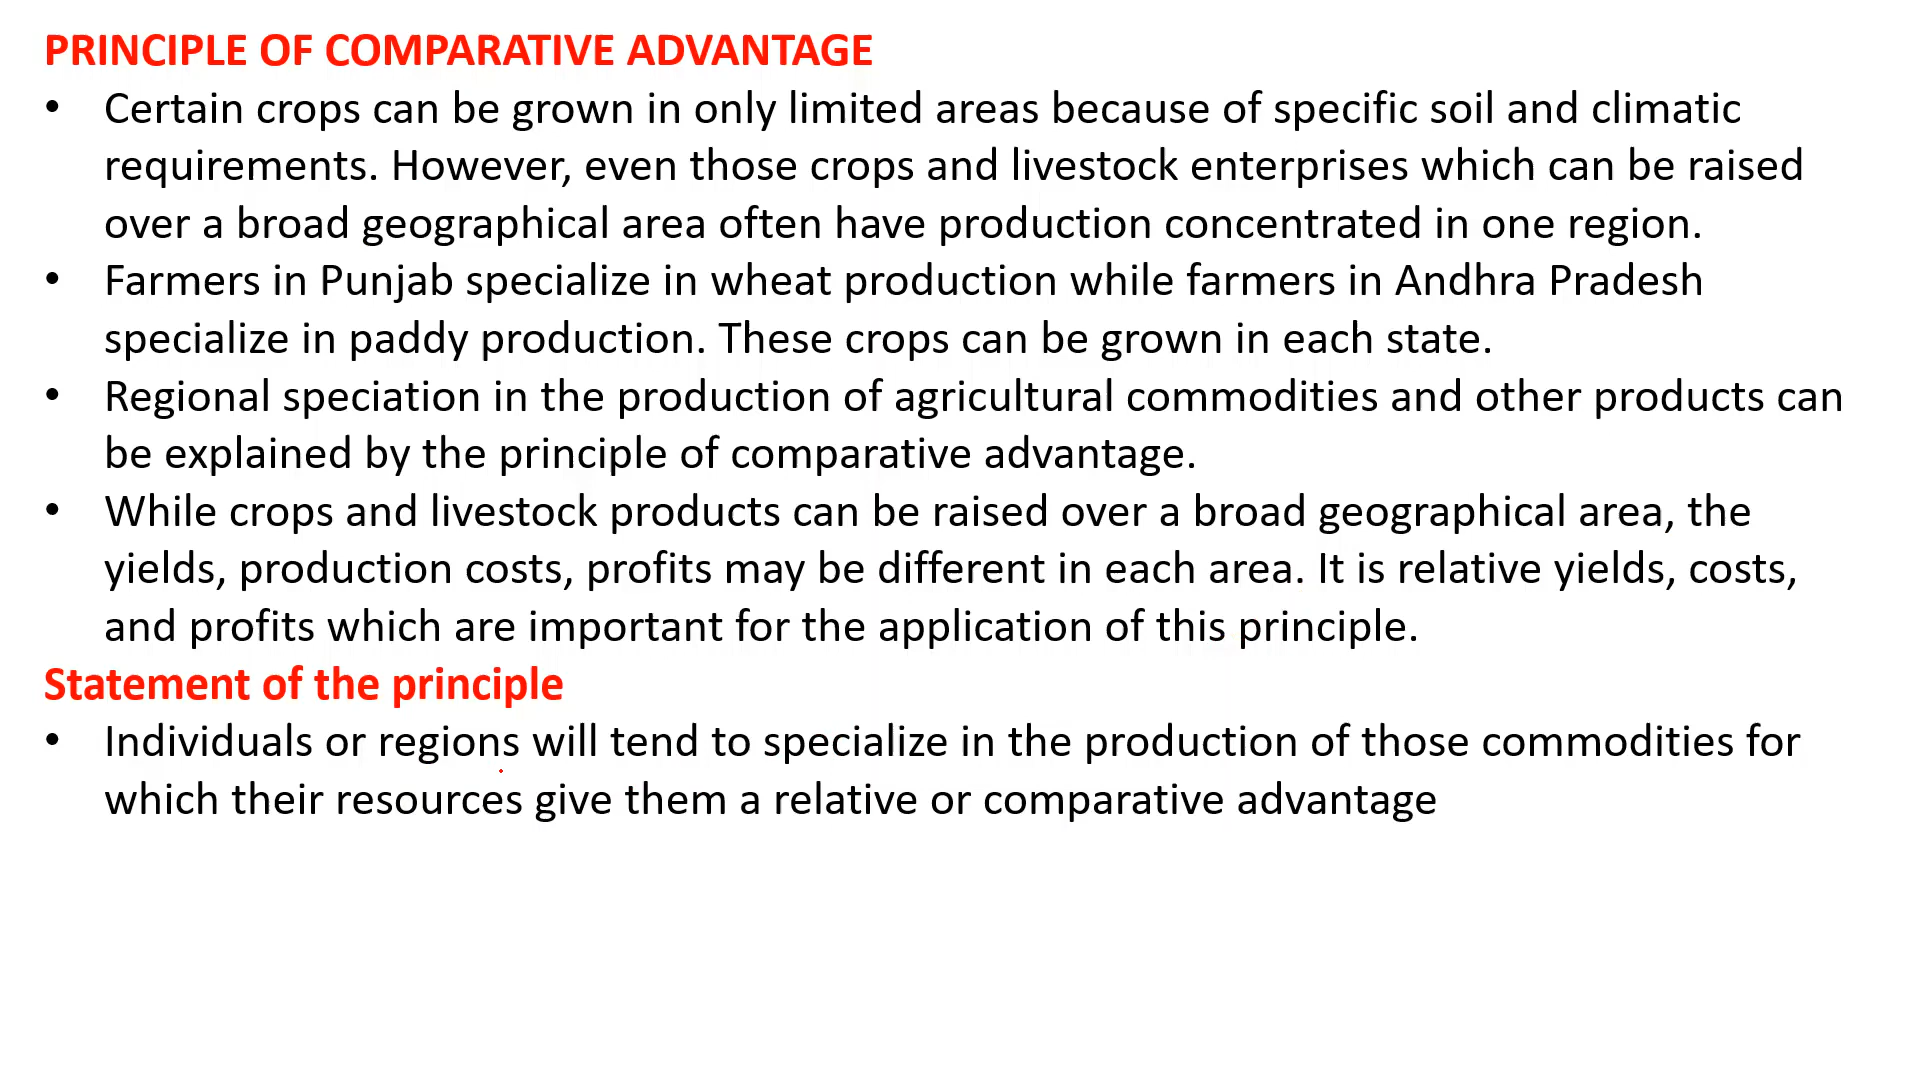 PRINCIPLE OF COMPARATIVE ADVANTAGE
• Certain crops can be grown in only limited areas because of specific soil and climatic
requirements. However, even those crops and livestock enterprises which can be raised
over a broad geographical area often have production concentrated in one region.
• Farmers in Punjab specialize in wheat production while farmers in Andhra Pradesh
specialize in paddy production. These crops can be grown in each state.
• Regional speciation in the production of agricultural commodities and other products can
be explained by the principle of comparative advantage.
• While crops and livestock products can be raised over a broad geographical area, the
yields, production costs, profits may be different in each area. It is relative yields, costs,
and profits which are important for the application of this principle.
Statement of the principle
• Individuals or regions will tend to specialize in the production of those commodities for
which their resources give them a relative or comparative advantage